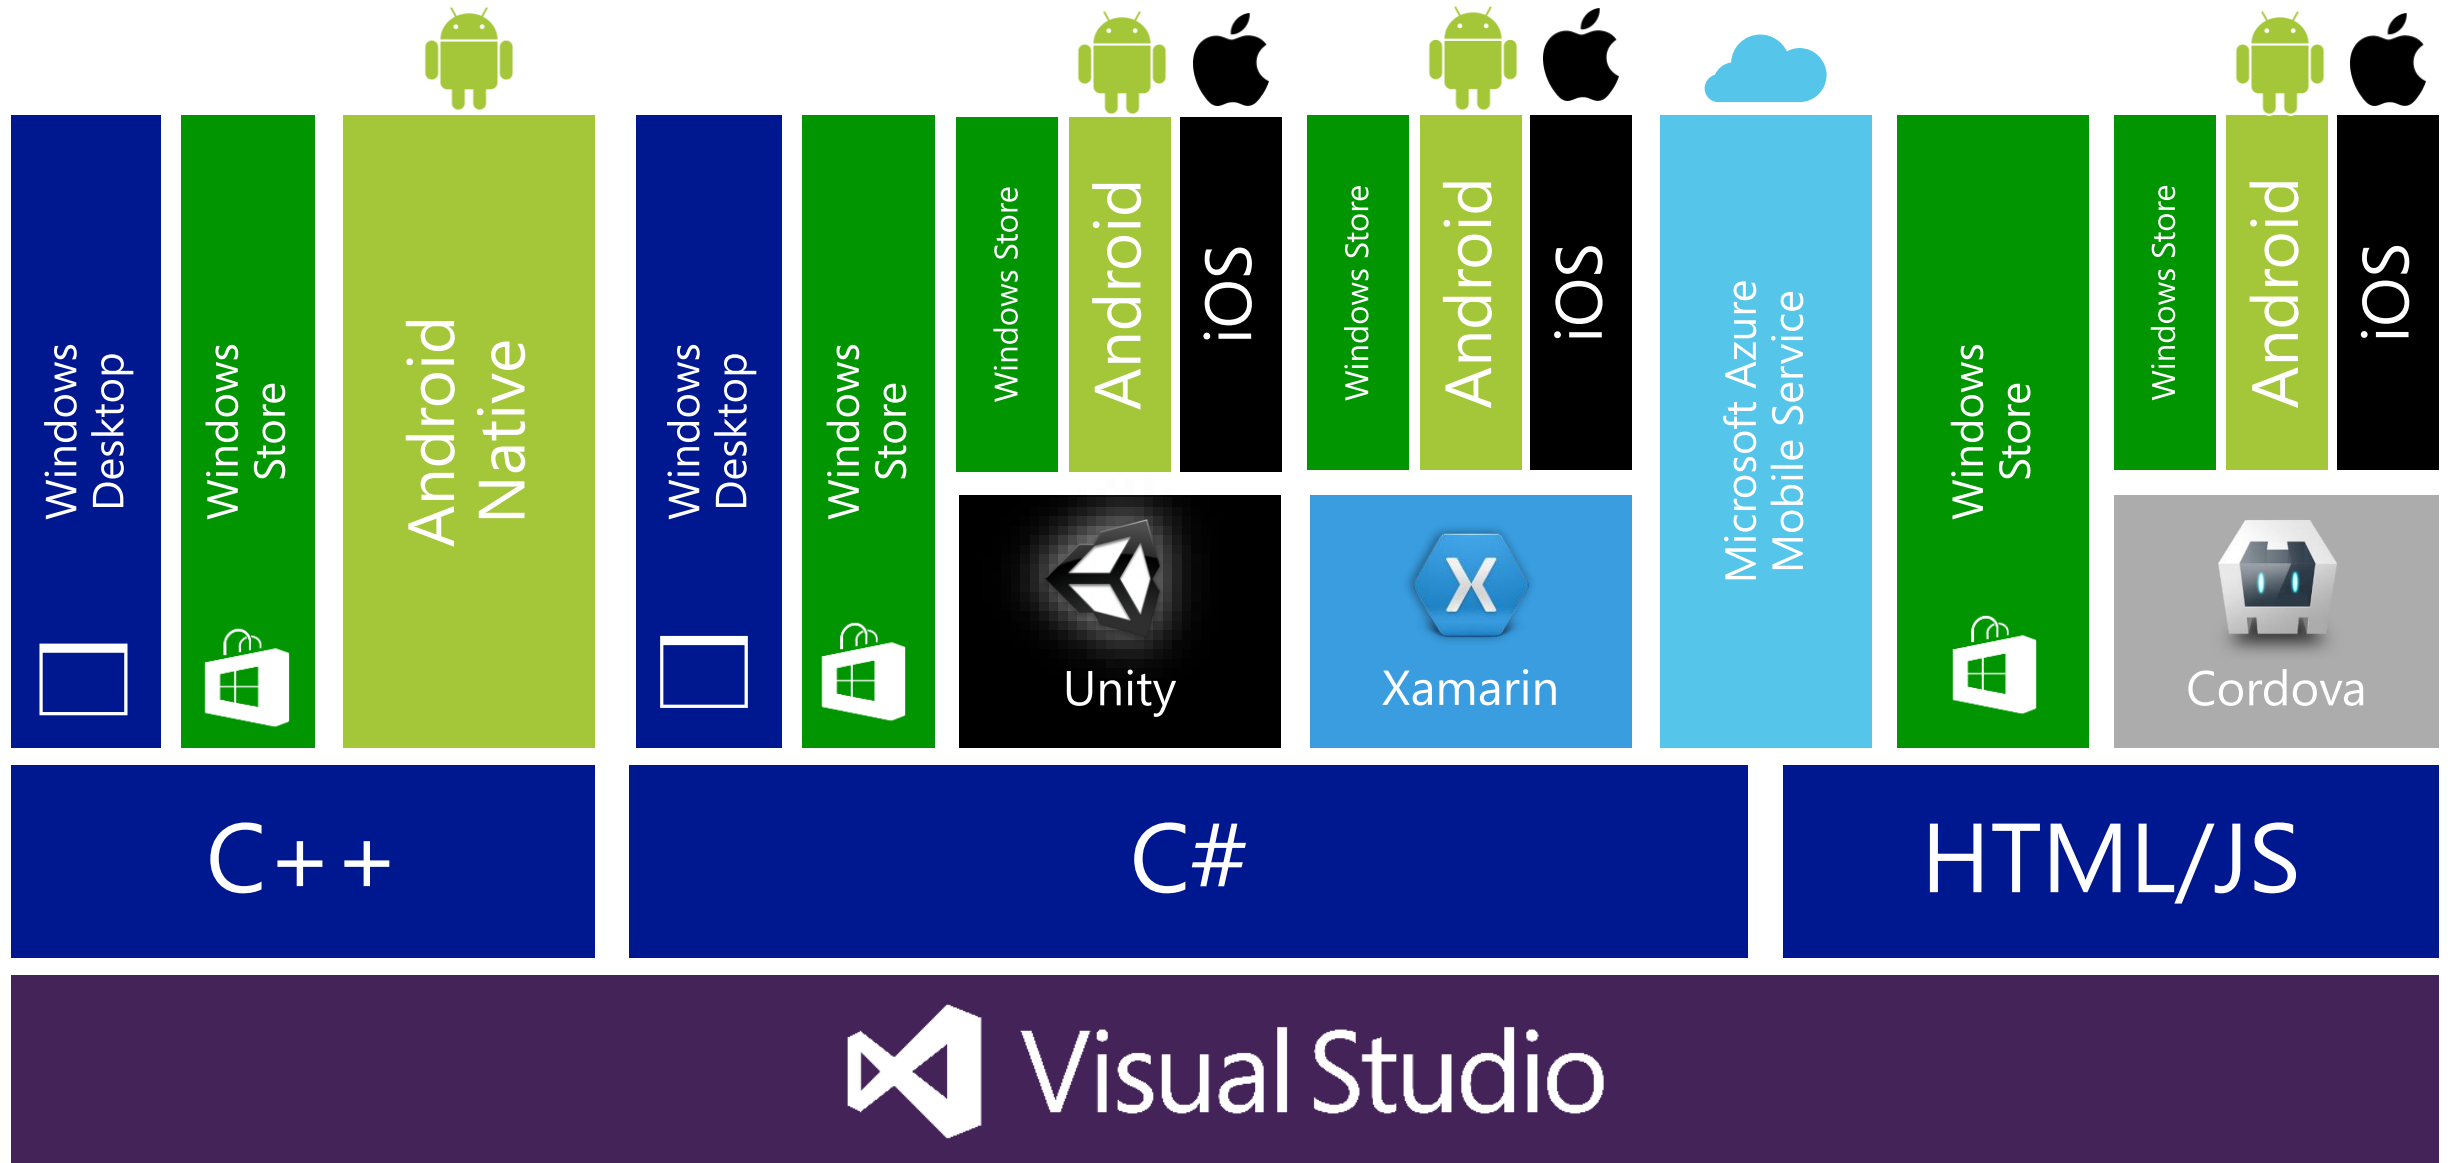 Windows
Desktop
Windows
Store
Android
Native
Windows
Desktop
Windows
Store
Windows Store
Android
iOS
Unity
Windows Store
Android
iOS
Xamarin
Microsoft Azure
Mobile Service
Windows
Store
Windows Store
Android
iOS
Cordova
C++
C#
HTML/JS
Visual Studio